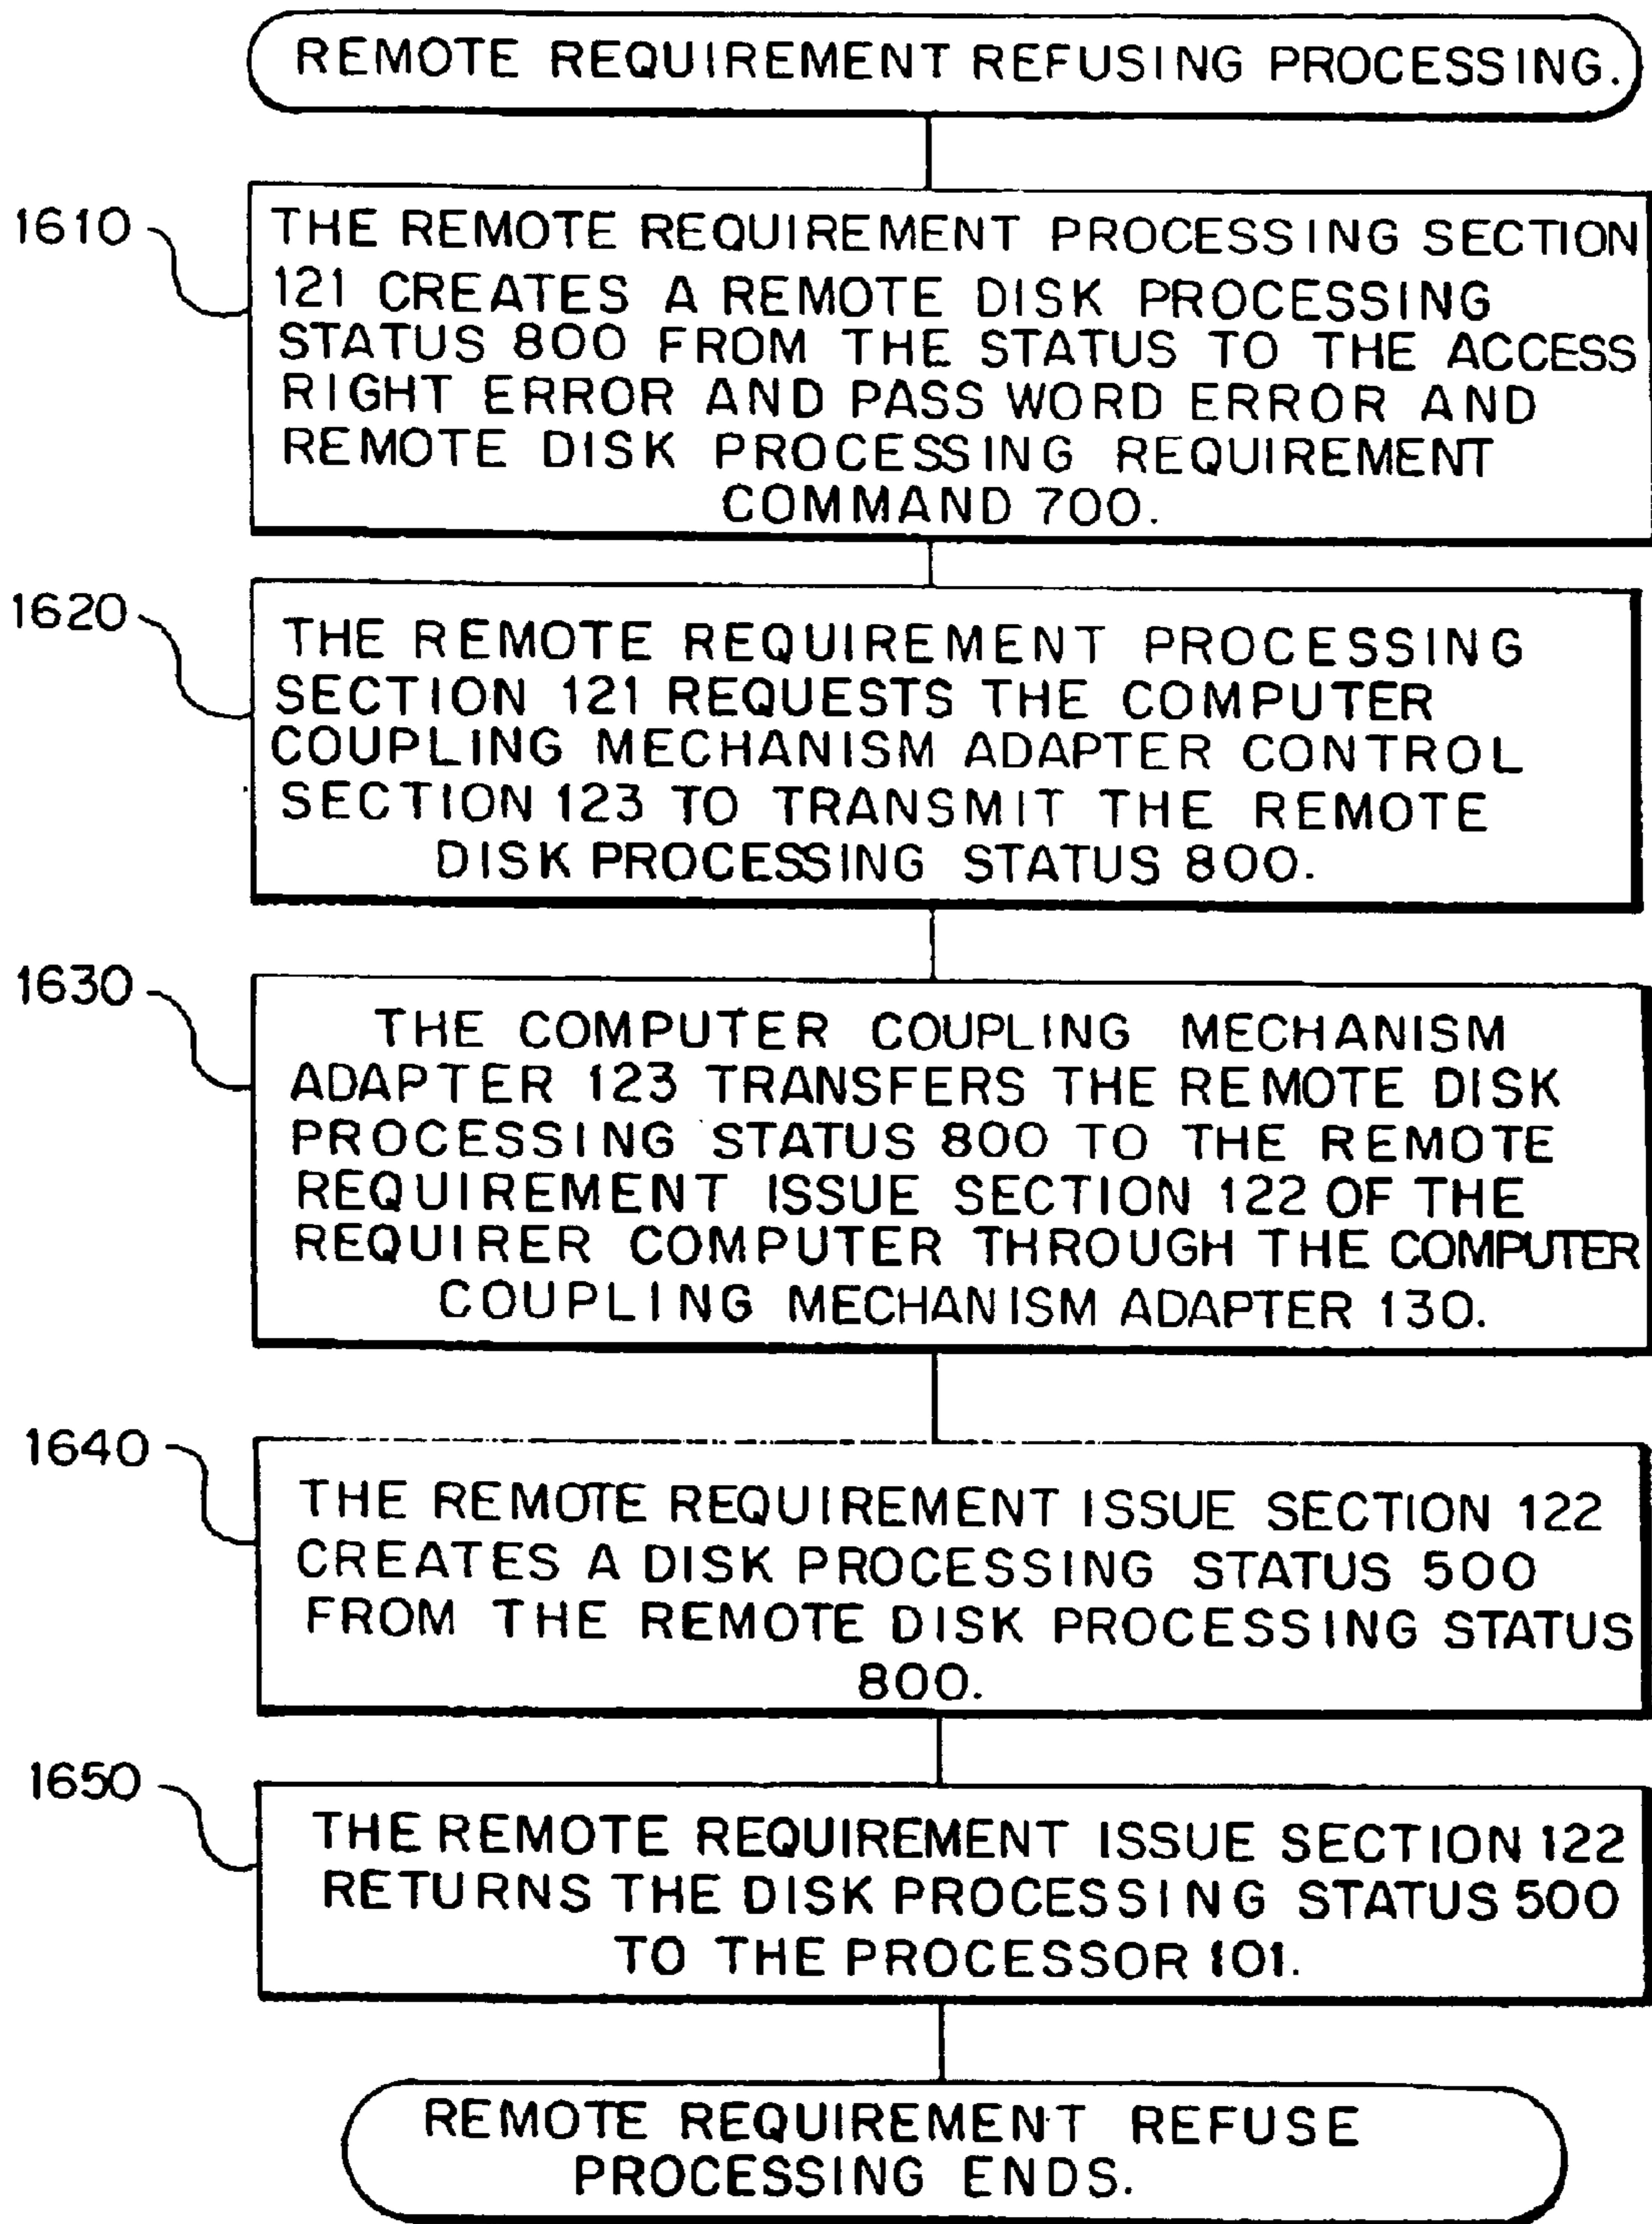 REMOTE REQUIREMENT REFUSING PROCESSING.
1610
THE REMOTE REQUIREMENT PROCESSING SECTION
121 CREATES A REMOTE DISK PROCESSING
STATUS 800 FROM THE STATUS TO THE ACCESS
RIGHT ERROR AND PASS WORD ERROR AND
REMOTE DISK PROCESSING REQUIREMENT
COMMAND 700.
1620
THE REMOTE REQUIREMENT PROCESSING
SECTION 121 REQUESTS THE COMPUTER
COUPLING MECHANISM ADAPTER CONTROL
SECTION 123 TO TRANSMIT THE REMOTE
DISK PROCESSING STATUS 800.
1630
THE COMPUTER COUPLING MECHANISM
ADAPTER 123 TRANSFERS THE REMOTE DISK
PROCESSING STATUS 800 TO THE REMOTE
REQUIREMENT ISSUE SECTION 122 OF THE
REQUIRER COMPUTER THROUGH THE COMPUTER
COUPLING MECHANISM ADAPTER 130.
1640
THE REMOTE REQUIREMENT ISSUE SECTION 122
CREATES A DISK PROCESSING STATUS 500
FROM THE REMOTE DISK PROCESSING STATUS
800.
1650
THE REMOTE REQUIREMENT ISSUE SECTION 122
RETURNS THE DISK PROCESSING STATUS 500
TO THE PROCESSOR 101.
REMOTE REQUIREMENT REFUSE
PROCESSING ENDS.